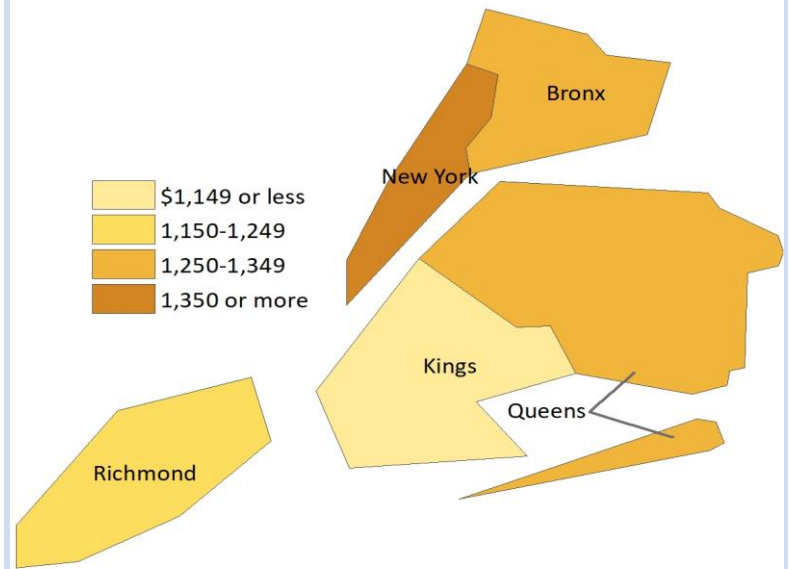 Bronx
New York
$1,149 or less
1,150-1,249
1,250-1,349
1,350 or more
Kings
Queens
Richmond